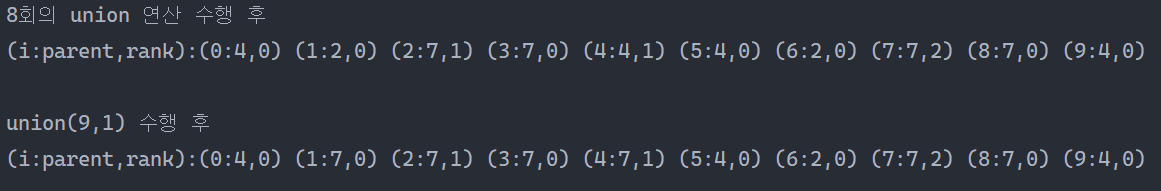 8회의 union 연산 수행 후
(i:parent,rank):(0:4,0) (1:2,0) (2:7,1) (3:7,0) (4:4,1) (5:4,0) (6:2,0) (7:7,2) (8:7,0) (9:4,0)
union(9,1) 수행 후
(i:parent,rank):(0:4,0) (1:7,0) (2:7,1) (3:7,0) (4:7,1) (5:4,0) (6:2,0) (7:7,2) (8:7,0) (9:4,0)